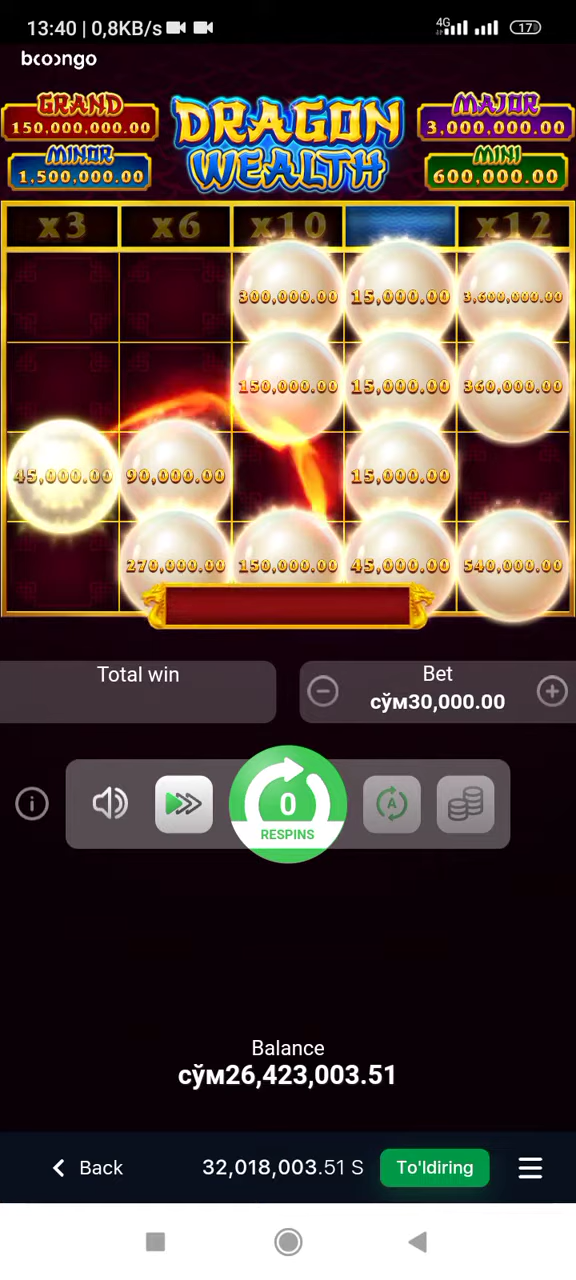 13:40 | 0,8KB/s 4G 17
booongo
GRAND MAJOR
150,000,000.00 DRAGON 3,000,000.00
MINOR WEALTH MINI
1,500,000.00 600,000.00
x3 x6 x10 x12
300,000.00 15,000.00 3,600,000.00
150,000.00 15,000.00 360,000.00
45,000.00 90,000.00 15,000.00
270,000.00 150,000.00 45,000.00 540,000.00
Total win Bet
сўм30,000.00
0
A
RESPINS
Balance
сўм26,423,003.51
Back 32,018,003.51 S To'ldiring